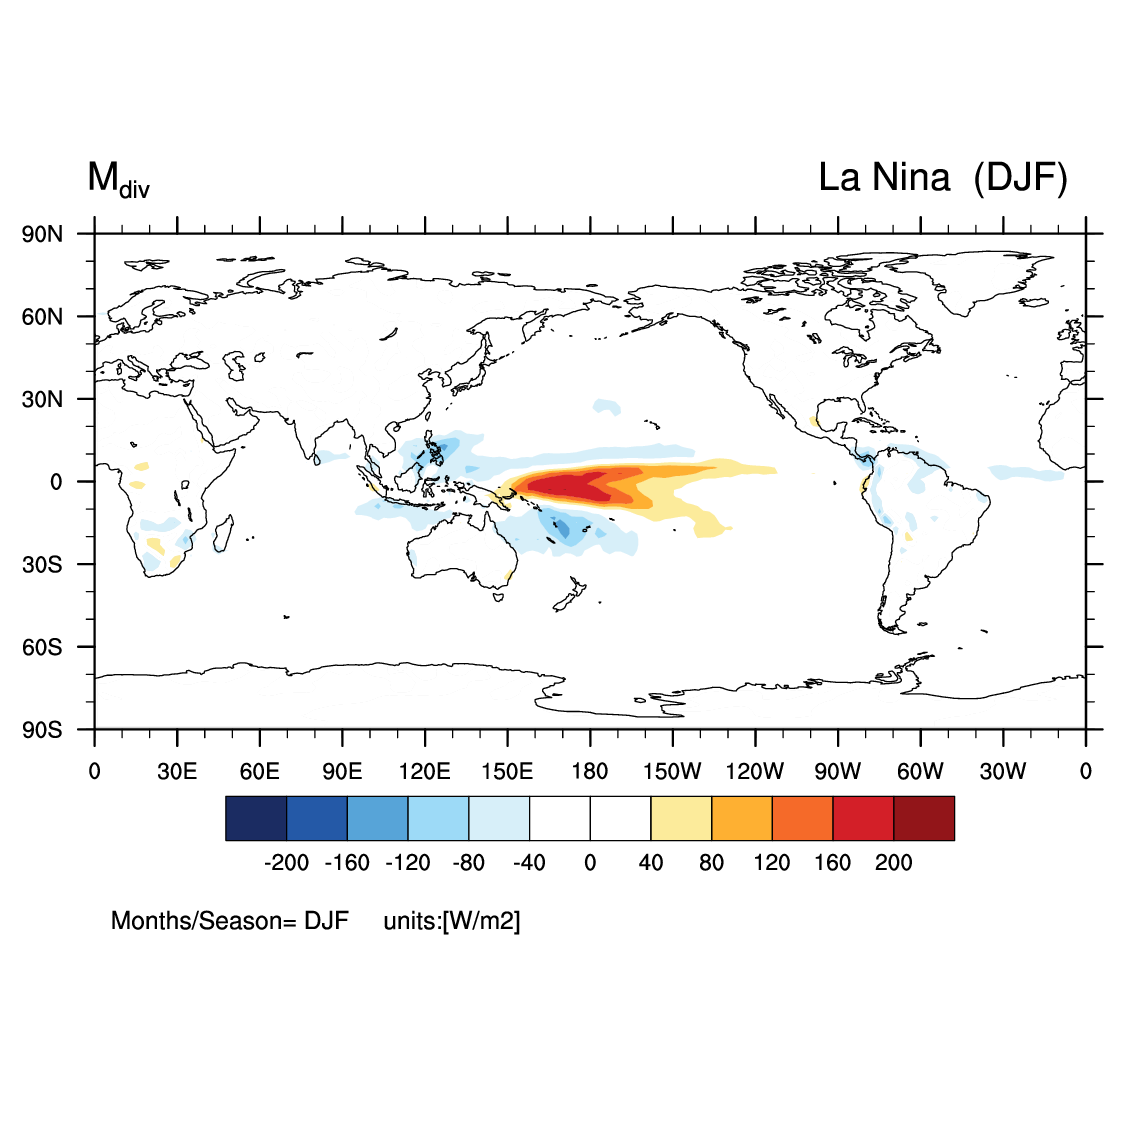 Mdiv La Nina (DJF)
90N
60N
30N
0
30S
60S
90S
0 30E 60E 90E 120E 150E 180 150W 120W 90W 60W 30W 0
-200 -160 -120 -80 -40 0 40 80 120 160 200
Months/Season= DJF units:[W/m2]